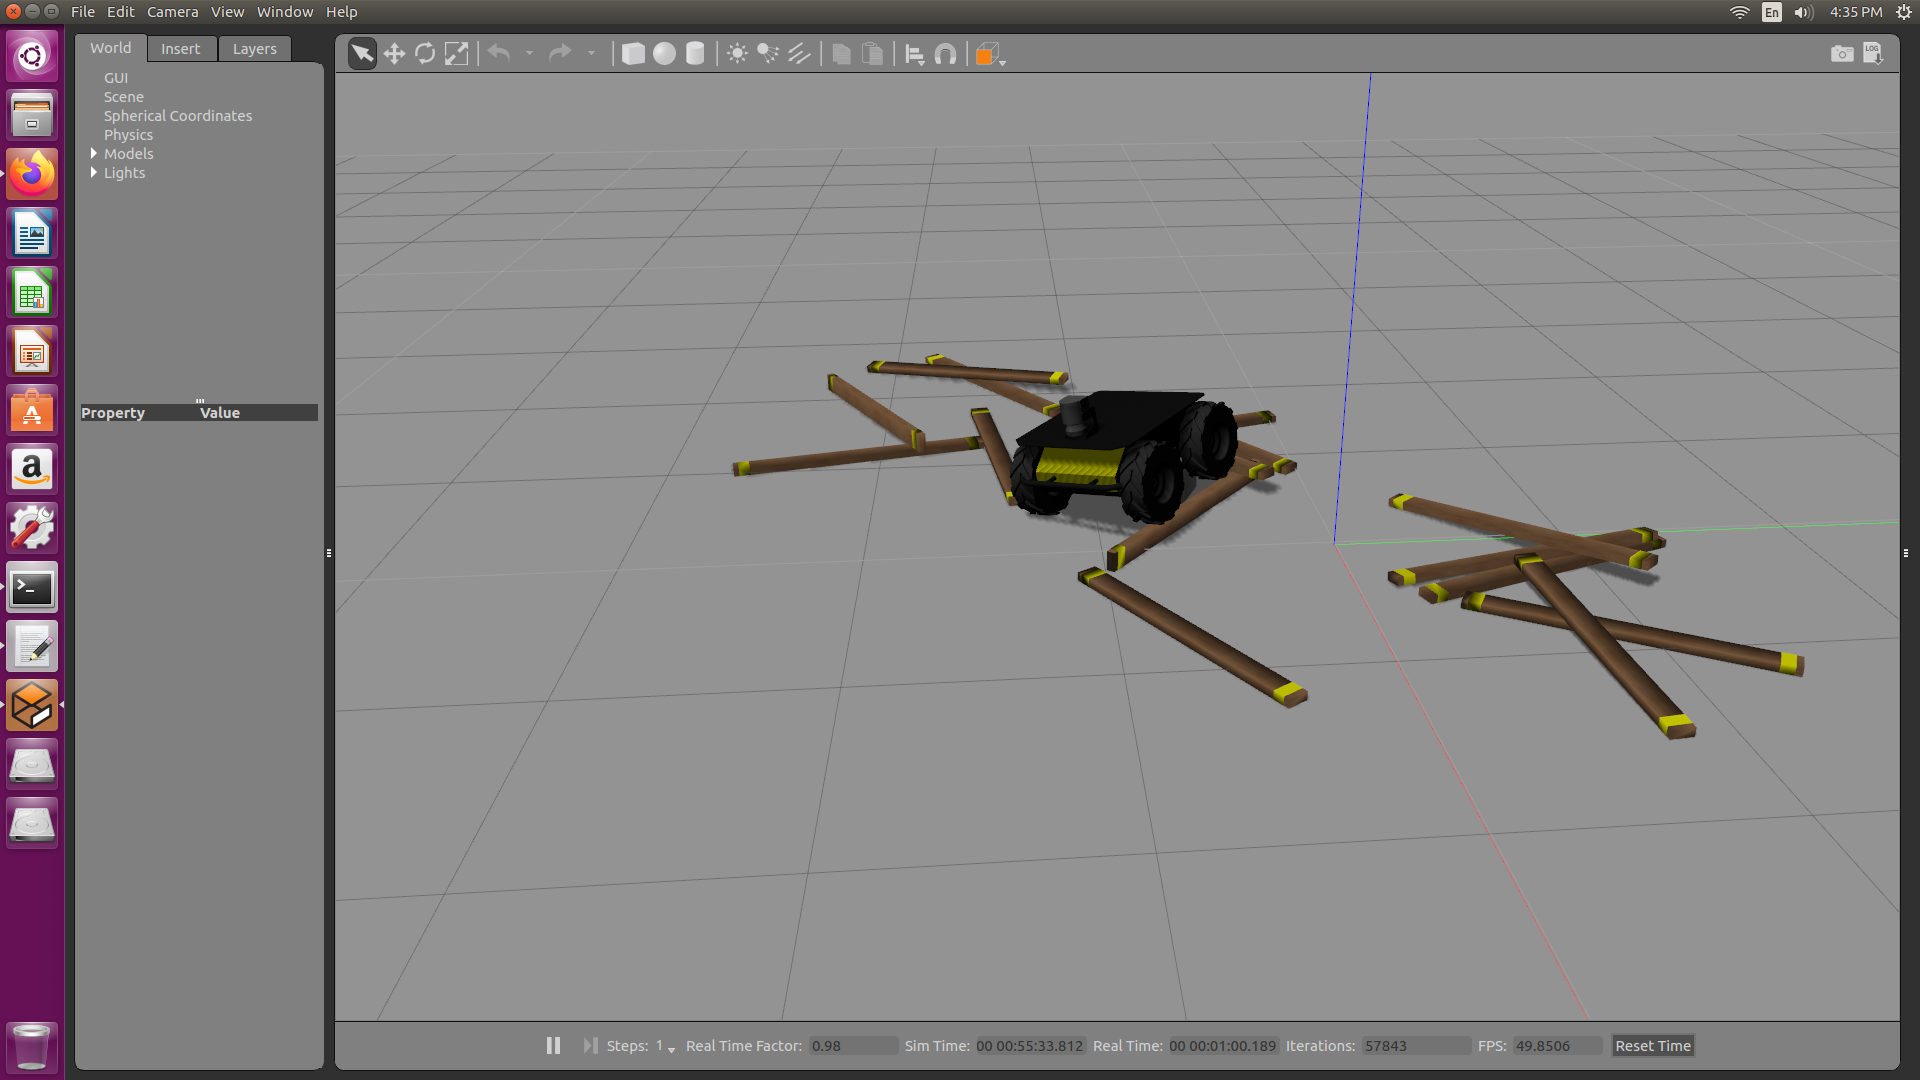 File Edit Camera View Window Help
En 4:35 PM
World Insert Layers
LOG
GUI
Scene
Spherical Coordinates
Physics
Models
Lights
Property Value
Steps: 1 Real Time Factor: 0.98 Sim Time: 00 00:55:33.812 Real Time: 00 00:01:00.189 Iterations: 57843 FPS: 49.8506 Reset Time